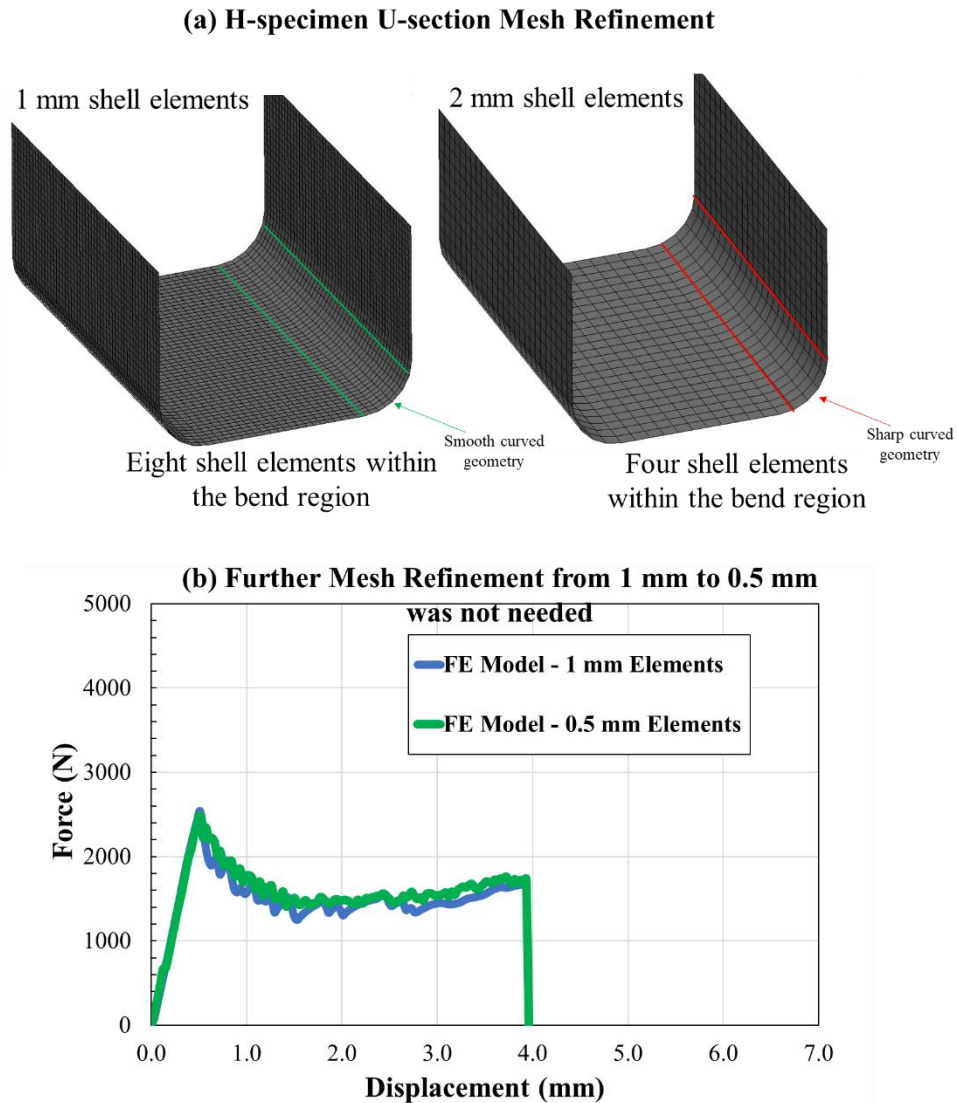 (a) H-specimen U-section Mesh Refinement
1 mm shell elements
2 mm shell elements
Smooth curved
geometry
Eight shell elements within
the bend region
Sharp curved
geometry
Four shell elements
within the bend region
(b) Further Mesh Refinement from 1 mm to 0.5 mm
was not needed
FE Model - 1 mm Elements
FE Model - 0.5 mm Elements
Force (N)
5000
4000
3000
2000
1000
0
0.0 1.0 2.0 3.0 4.0 5.0 6.0 7.0
Displacement (mm)